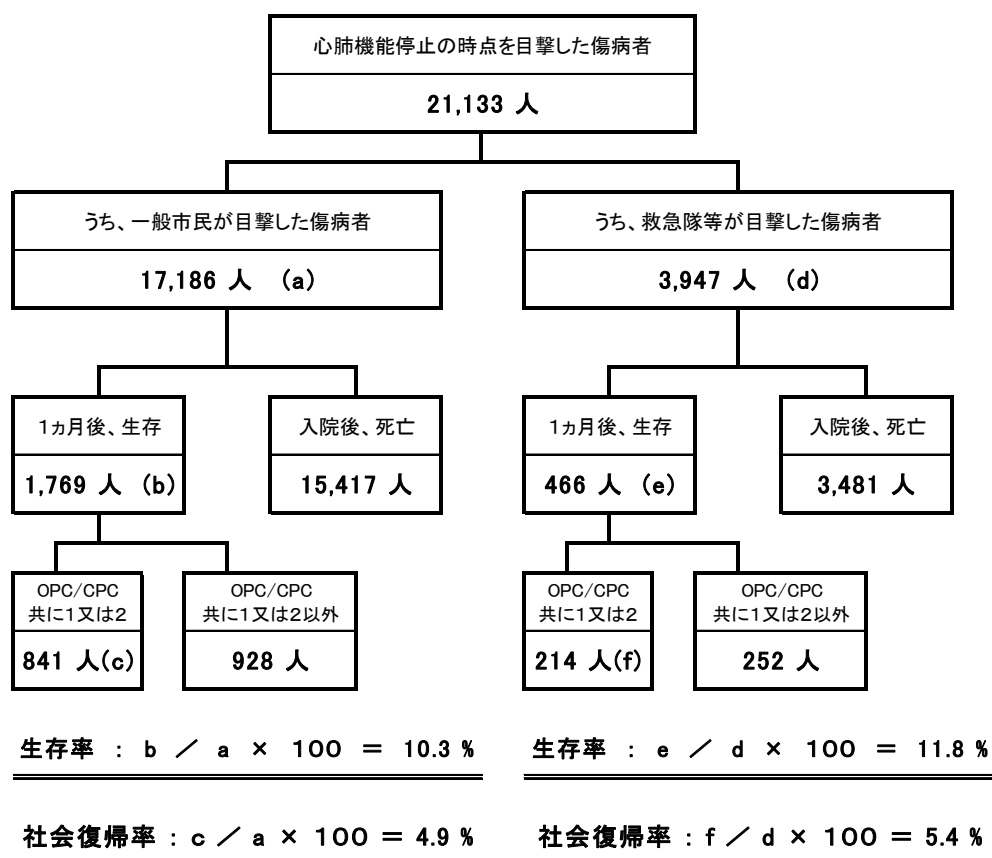 心肺機能停止の時点を目撃した傷病者
21,133 人
うち、一般市民が目撃した傷病者
17,186 人 (a)
うち、救急隊等が目撃した傷病者
3,947 人 (d)
1ヵ月後、生存
1,769 人 (b)
入院後、死亡
15,417 人
1ヵ月後、生存
466 人 (e)
入院後、死亡
3,481 人
OPC/CPC
共に1又は2
841 人(c)
OPC/CPC
共に1又は2以外
928 人
OPC/CPC
共に1又は2
214 人(f)
OPC/CPC
共に1又は2以外
252 人
生存率 : b / a × 100 = 10.3 %
生存率 : e / d × 100 = 11.8 %
社会復帰率 : c / a × 100 = 4.9 %
社会復帰率 : f / d × 100 = 5.4 %